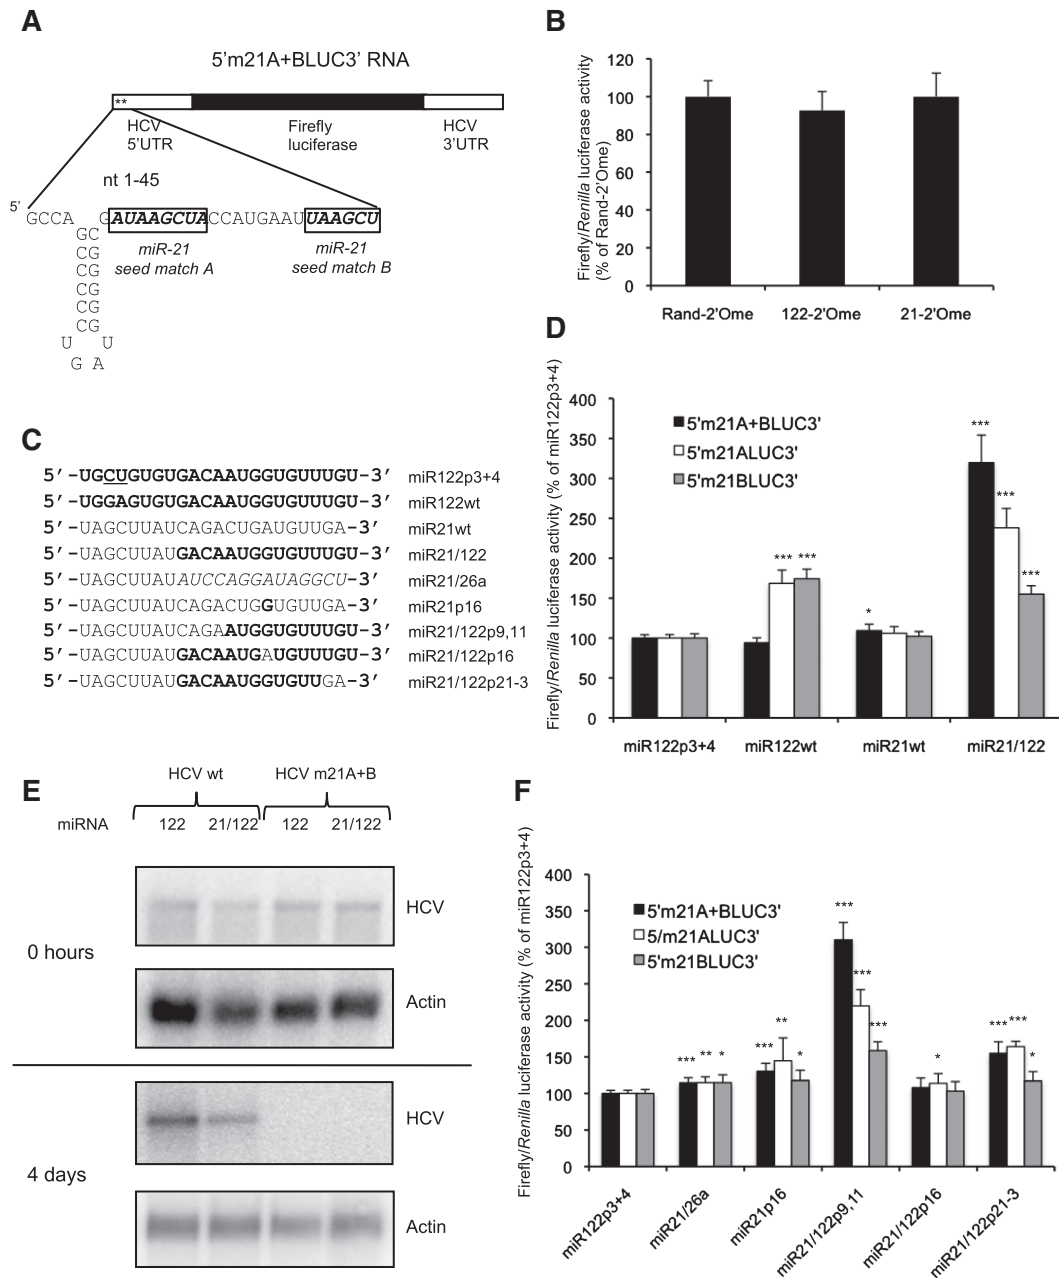 A
5'm21A+BLUC3' RNA
**
HCV
5'UTR
Firefly
luciferase
HCV
3'UTR
nt 1-45
5'
GCCA GAUAAGCUACCAUGAAUUAAGCU
GC
CG
CG
CG
CG
CG
U U
G A
miR-21
seed match A
miR-21
seed match B
B
Firefly/Renilla luciferase activity
(% of Rand-2'Ome)
120
100
80
60
40
20
0
Rand-2'Ome 122-2'Ome 21-2'Ome
C
5'-UGCUGUGUGACAAUGGUGUUUGU-3' miR122p3+4
5'-UGGAGUGUGACAAUGGUGUUUGU-3' miR122wt
5'-UAGCUUAUCAGACUGAUGUUGA-3' miR21wt
5'-UAGCUUAUGACAAUGGUGUUUGU-3' miR21/122
5'-UAGCUUAUAUCCAGGAUAGGCU-3' miR21/26a
5'-UAGCUUAUCAGACUGGUGUUGA-3' miR21p16
5'-UAGCUUAUCAGAAUGGUGUUUGU-3' miR21/122p9,11
5'-UAGCUUAUGACAAUGAUGUUUGU-3' miR21/122p16
5'-UAGCUUAUGACAAUGGUGUUGA-3' miR21/122p21-3
D
Firefly/Renilla luciferase activity (% of miR122p3+4)
400
350
300
250
200
150
100
50
0
5'm21A+BLUC3'
5'm21ALUC3'
5'm21BLUC3'
*** ***
*
*** *** ***
miR122p3+4 miR122wt miR21wt miR21/122
E
HCV wt HCV m21A+B
miRNA 122 21/122 122 21/122
HCV
0 hours
Actin
HCV
4 days
Actin
F
Firefly/Renilla luciferase activity (% of miR122p3+4)
400
350
300
250
200
150
100
50
0
5'm21A+BLUC3'
5/m21ALUC3'
5'm21BLUC3'
*** ** *
*** ** *
*** *** ***
*
*** *** *
miR122p3+4 miR21/26a miR21p16 miR21/122p9,11 miR21/122p16 miR21/122p21-3